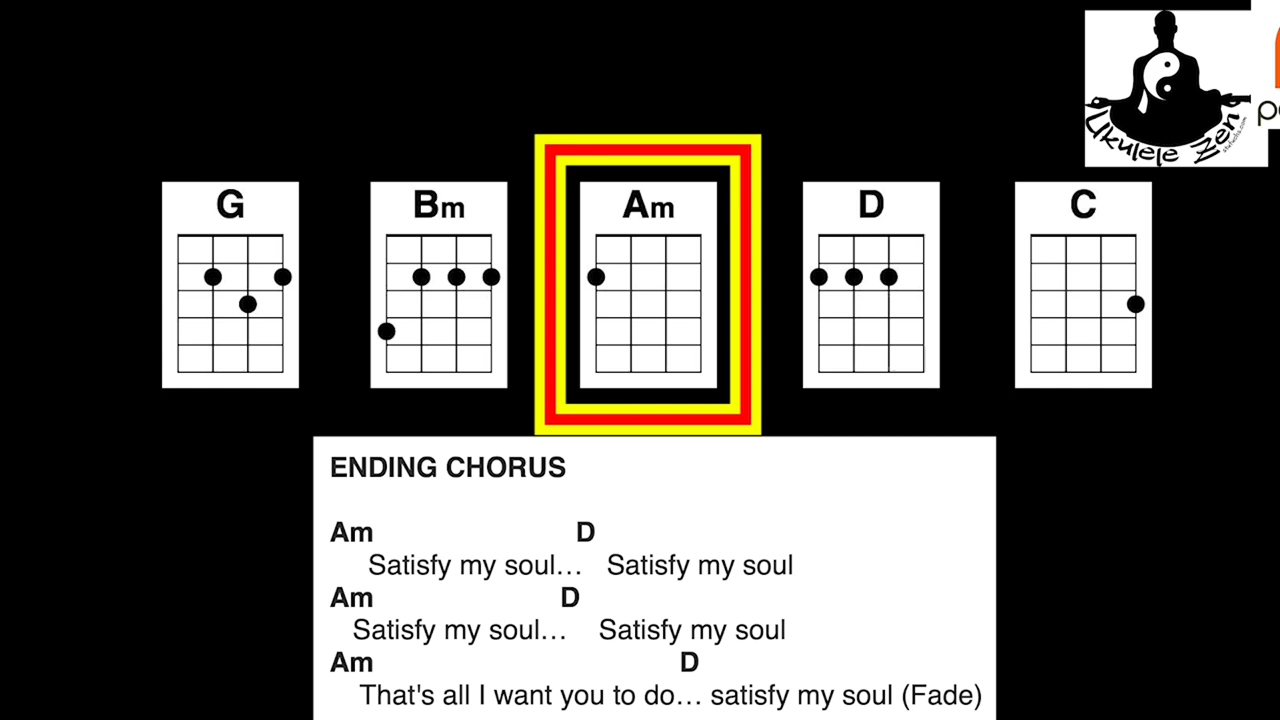 Ukulele Zen
G Bm Am D C
ENDING CHORUS
Am D
Satisfy my soul… Satisfy my soul
Am D
Satisfy my soul… Satisfy my soul
Am D
That's all I want you to do… satisfy my soul (Fade)